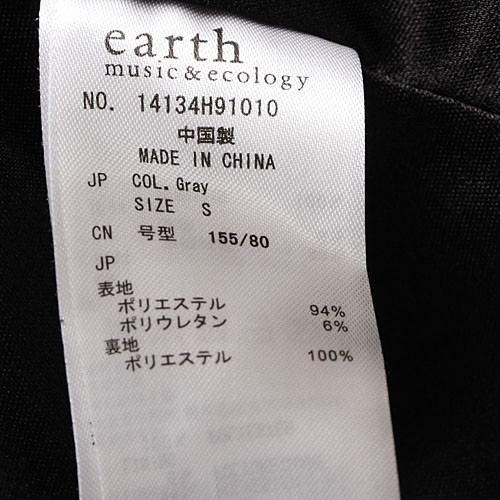 earth
music&ecology
NO. 14134H91010
中国製
MADE IN CHINA
JP COL. Gray
SIZE S
CN 号型 155/80
JP
表地
ポリエステル 94%
ポリウレタン 6%
裏地
ポリエステル 100%